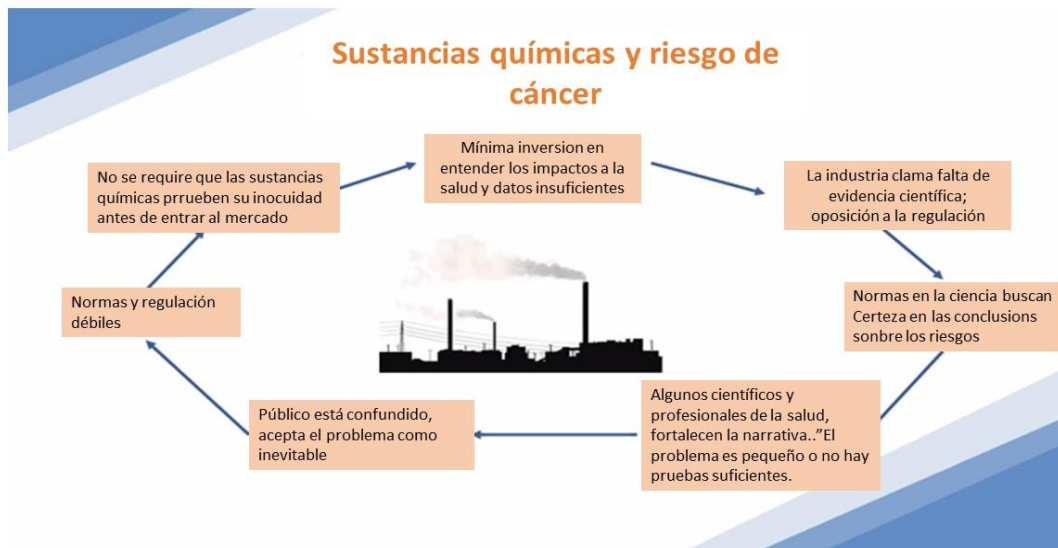 Sustancias químicas y riesgo de
cáncer
Mínima inversion en
entender los impactos a la
salud y datos insuficientes
La industria clama falta de
evidencia científica;
oposición a la regulación
Normas en la ciencia buscan
Certeza en las conclusions
sonbre los riesgos
Algunos científicos y
profesionales de la salud,
fortalecen la narrativa..”El
problema es pequeño o no hay
pruebas suficientes.
Público está confundido,
acepta el problema como
inevitable
Normas y regulación
débiles
No se require que las sustancias
químicas prrueben su inocuidad
antes de entrar al mercado